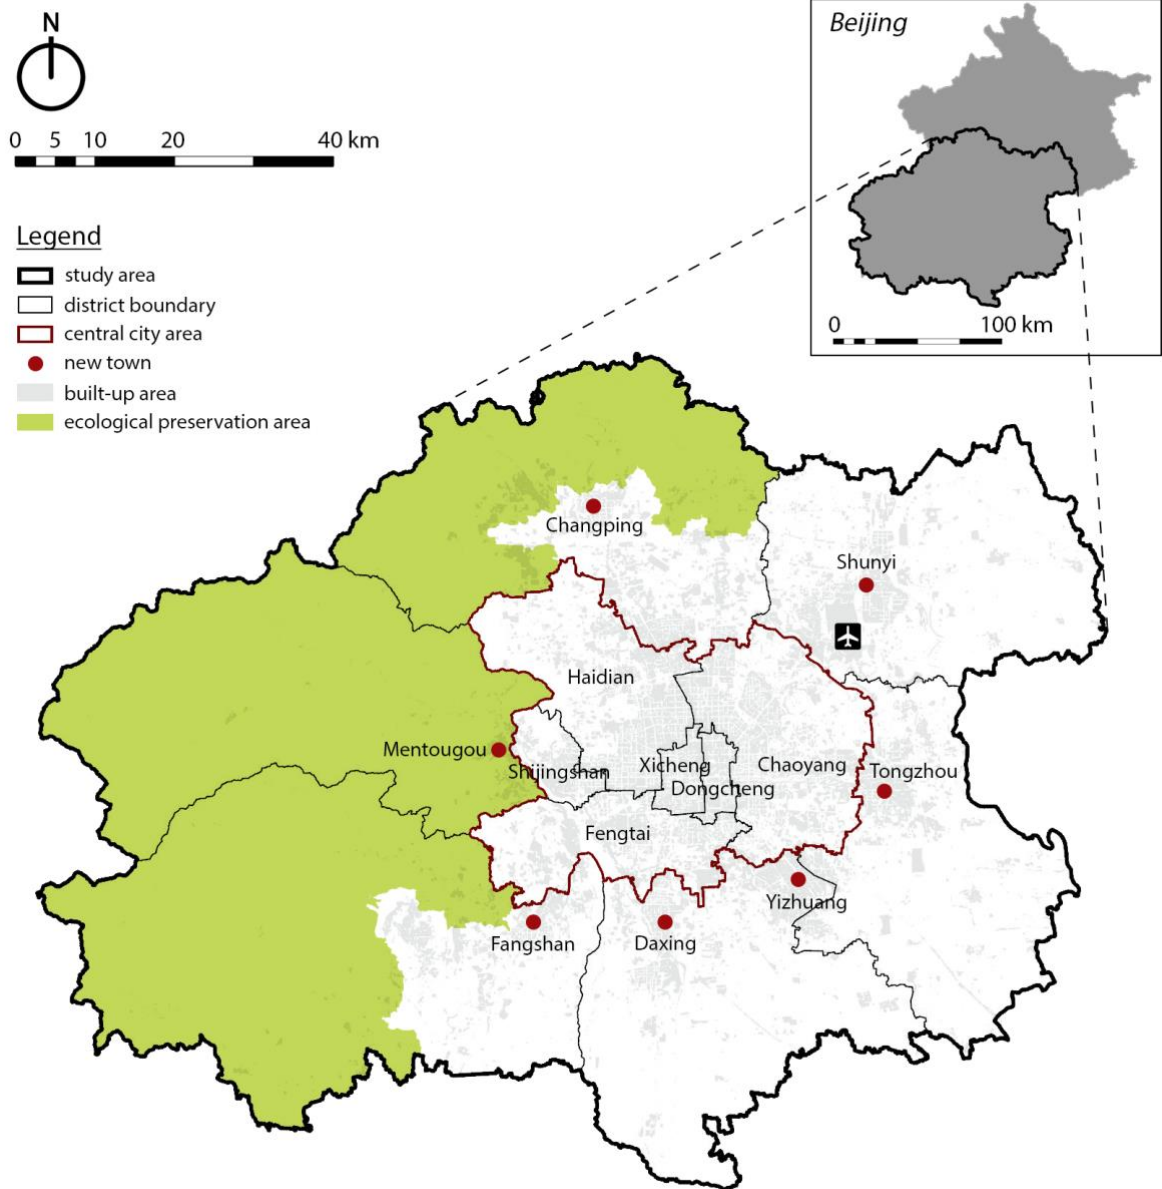 N
0 5 10 20 40 km
Beijing
0 100 km
Legend
study area
district boundary
central city area
new town
built-up area
ecological preservation area
Changping
Shunyi
Haidian
Mentougou
Shijingshan
Xicheng
Chaoyang
Tongzhou
Dongcheng
Fengtai
Yizhuang
Fangshan
Daxing